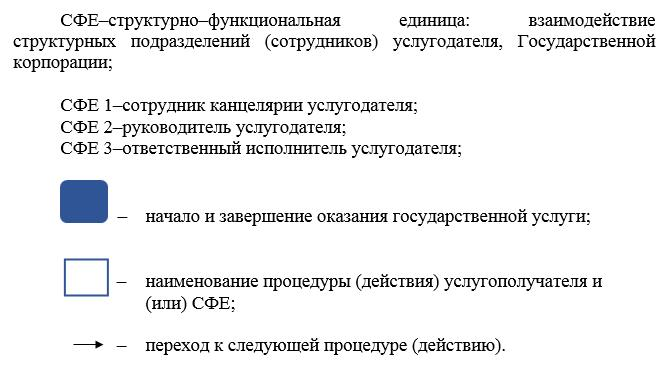 СФЕ–структурно–функциональная единица: взаимодействие
структурных подразделений (сотрудников) услугодателя, Государственной
корпорации;
СФЕ 1–сотрудник канцелярии услугодателя;
СФЕ 2–руководитель услугодателя;
СФЕ 3–ответственный исполнитель услугодателя;
– начало и завершение оказания государственной услуги;
– наименование процедуры (действия) услугополучателя и
(или) СФЕ;
– переход к следующей процедуре (действию).